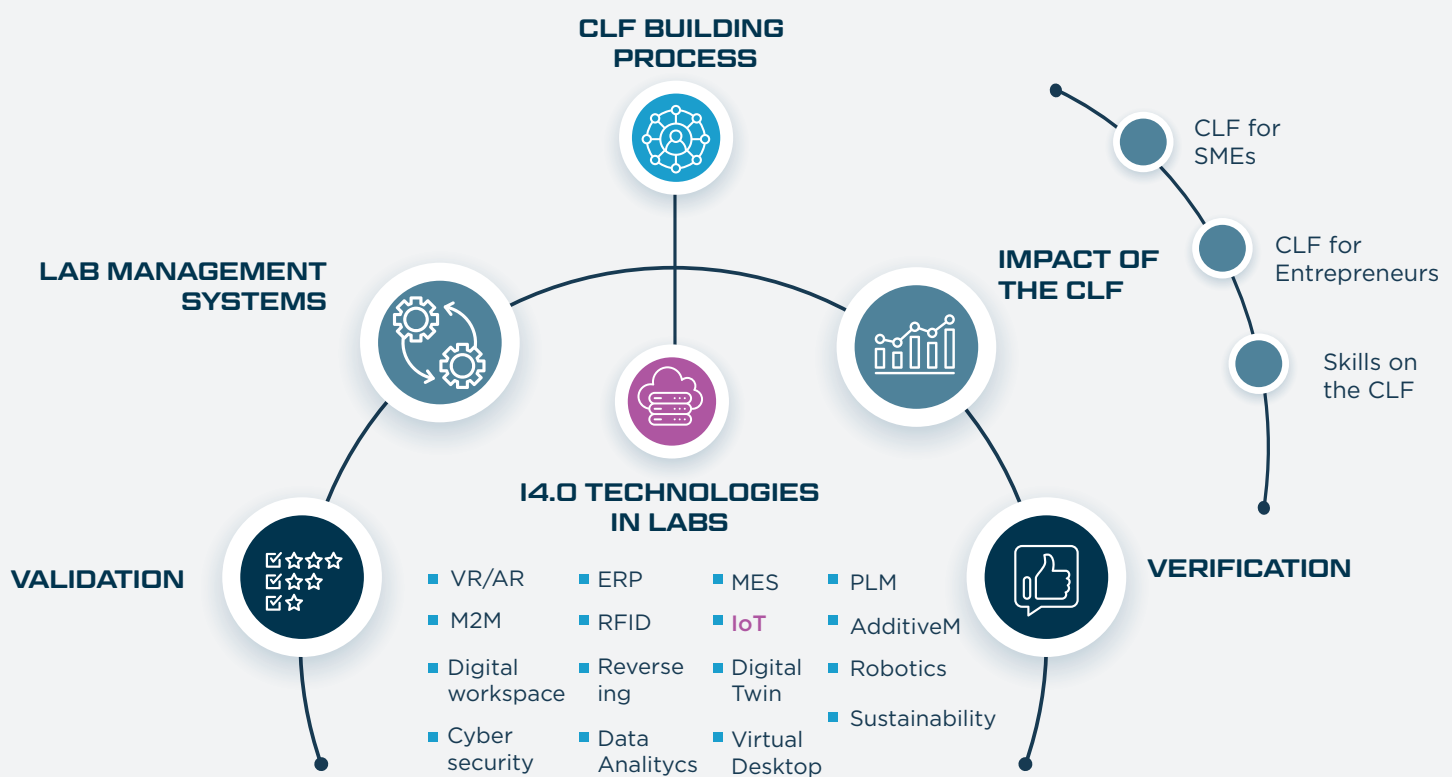 CLF BUILDING
PROCESS
CLF for
SMEs
LAB MANAGEMENT
SYSTEMS
IMPACT OF
THE CLF
CLF for
Entrepreneurs
Skills on
the CLF
I4.0 TECHNOLOGIES
IN LABS
VALIDATION
VERIFICATION
VR/AR
ERP
MES
PLM
M2M
RFID
IoT
AdditiveM
Digital
workspace
Reverse
ing
Digital
Twin
Robotics
Cyber
security
Data
Analitycs
Virtual
Desktop
Sustainability